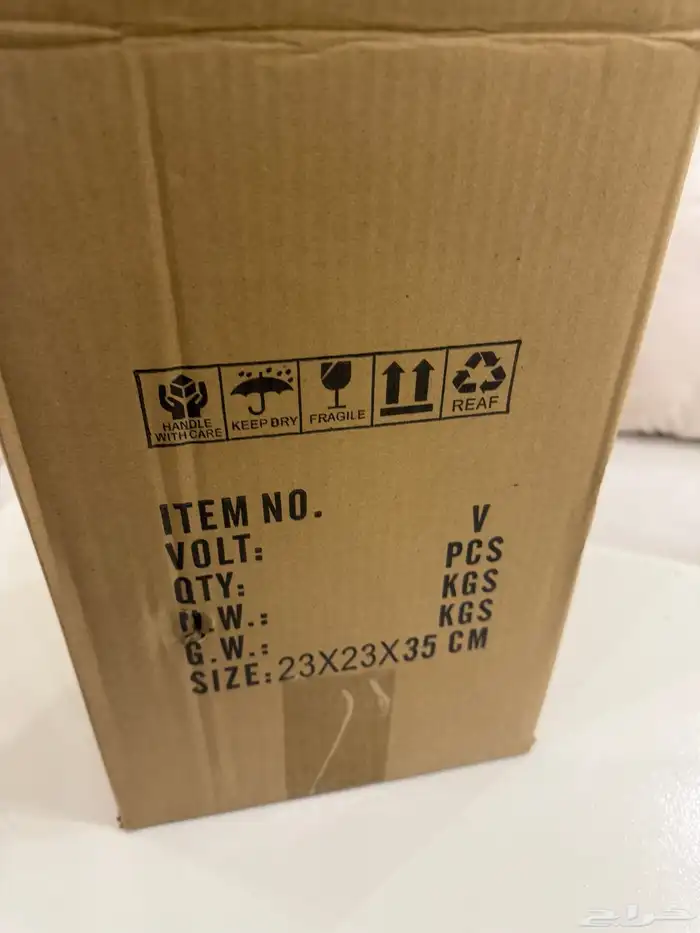 HANDLE
WITH CARE
KEEP DRY
FRAGILE
REAF
ITEM NO.
VOLT: V
QTY: PCS
N.W.: KGS
G.W.: KGS
SIZE: 23X23X35 CM
حراج